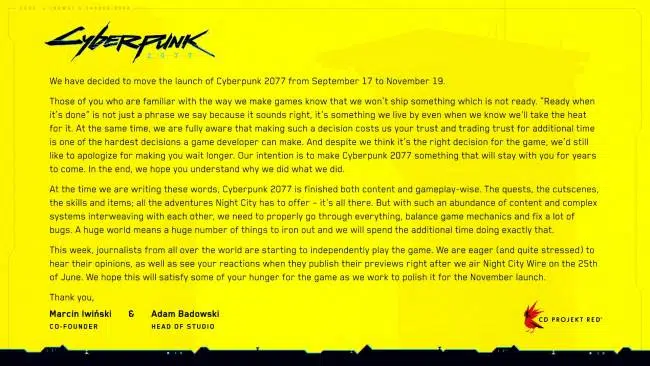 Cyberpunk
2077
We have decided to move the launch of Cyberpunk 2077 from September 17 to November 19.
Those of you who are familiar with the way we make games know that we won't ship something which is not ready. "Ready when
it's done" is not just a phrase we say because it sounds right, it's something we live by even when we know we'll take the heat
for it. At the same time, we are fully aware that making such a decision costs us your trust and trading trust for additional time
is one of the hardest decisions a game developer can make. And despite we think it's the right decision for the game, we'd still
like to apologize for making you wait longer. Our intention is to make Cyberpunk 2077 something that will stay with you for years
to come. In the end, we hope you understand why we did what we did.
At the time we are writing these words, Cyberpunk 2077 is finished both content and gameplay-wise. The quests, the cutscenes,
the skills and items; all the adventures Night City has to offer – it's all there. But with such an abundance of content and complex
systems interweaving with each other, we need to properly go through everything, balance game mechanics and fix a lot of
bugs. A huge world means a huge number of things to iron out and we will spend the additional time doing exactly that.
This week, journalists from all over the world are starting to independently play the game. We are eager (and quite stressed) to
hear their opinions, as well as see your reactions when they publish their previews right after we air Night City Wire on the 25th
of June. We hope this will satisfy some of your hunger for the game as we work to polish it for the November launch.
Thank you,
Marcin Iwiński & Adam Badowski
CO-FOUNDER HEAD OF STUDIO
CD PROJEKT RED®